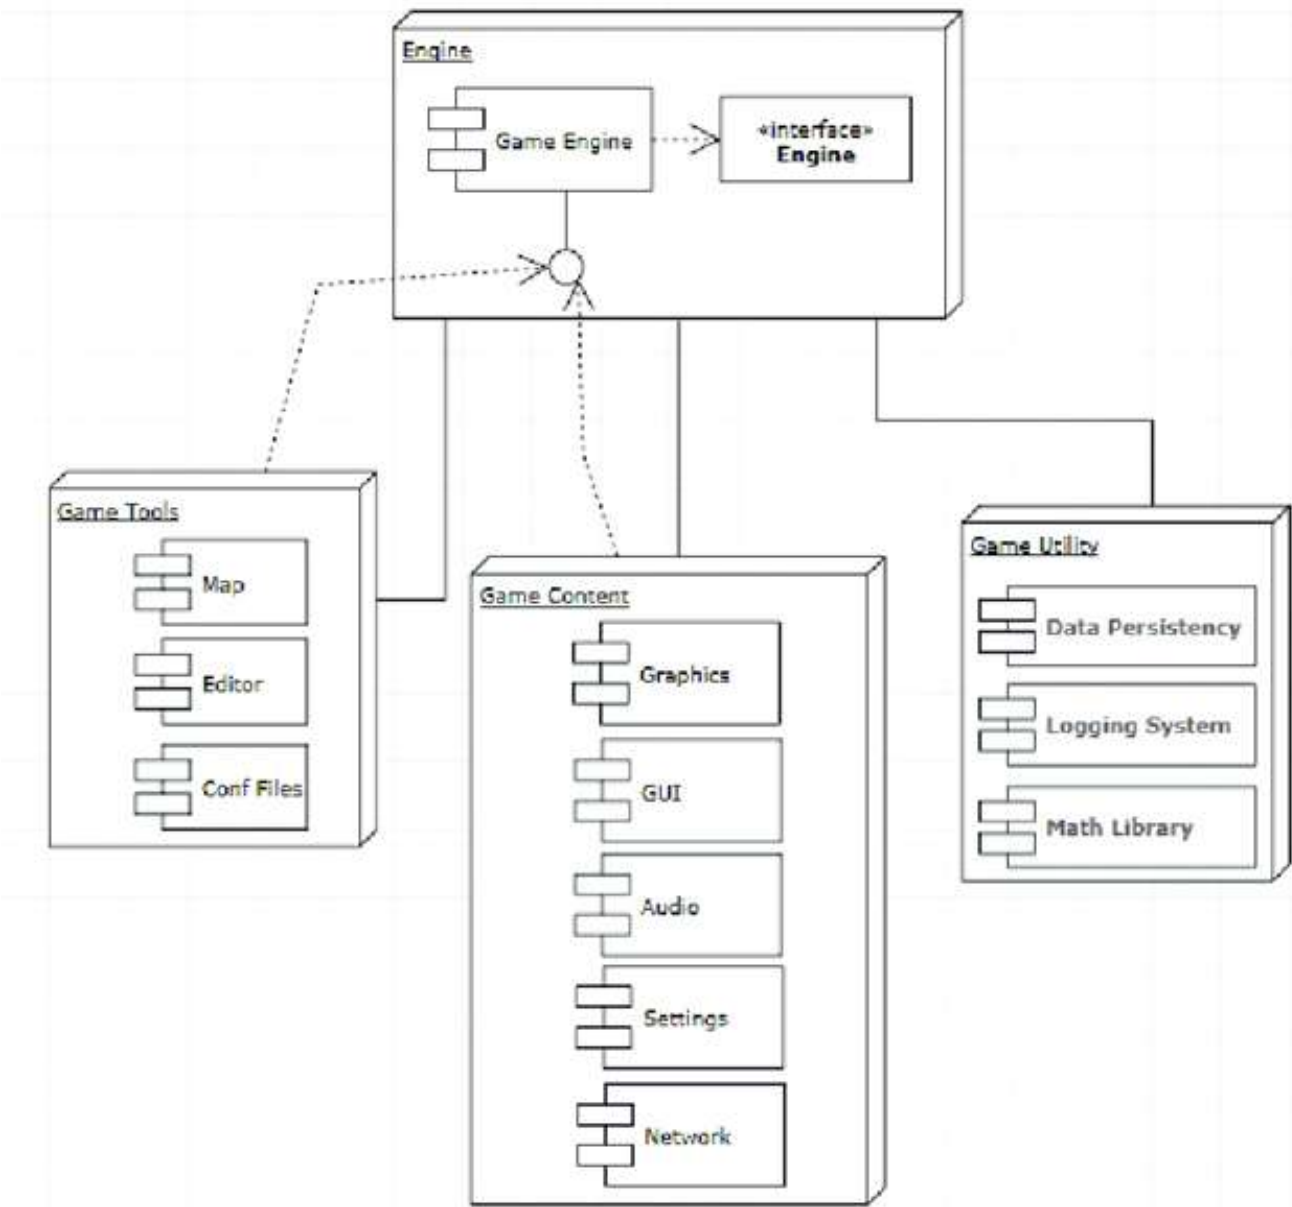 Engine
Game Engine
«interface»
Engine
Game Tools
Map
Editor
Conf Files
Game Content
Graphics
GUI
Audio
Settings
Network
Game Utility
Data Persistency
Logging System
Math Library